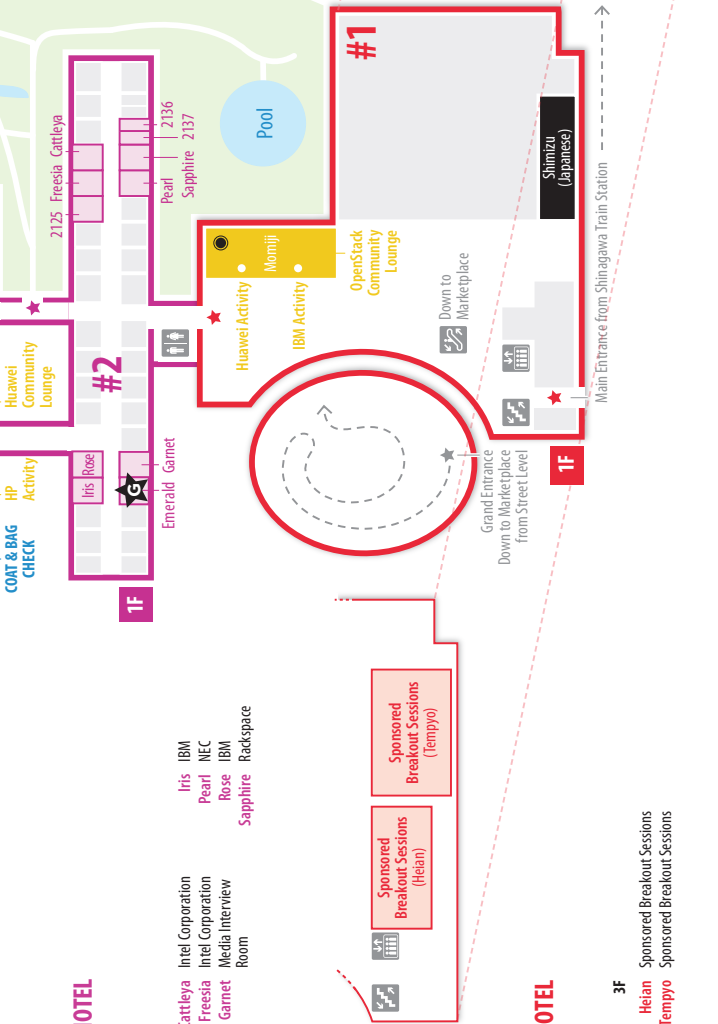 Huawei
Community
Lounge
HP
Activity
COAT & BAG
CHECK
2125
Freesia
Cattleya
2136
2137
Pearl
Sapphire
Pool
#1
#2
Iris
Rose
G
Emerald
Garnet
1F
Momiji
Huawei Activity
IBM Activity
OpenStack
Community
Lounge
Down to
Marketplace
Shimizu
(Japanese)
Main Entrance from Shinagawa Train Station
Grand Entrance
Down to Marketplace
from Street Level
1F
Sponsored
Breakout Sessions
(Tempyo)
Sponsored
Breakout Sessions
(Heian)
HOTEL
Cattleya Intel Corporation
Freesia Intel Corporation
Garnet Media Interview
Room
Iris IBM
Pearl NEC
Rose IBM
Sapphire Rackspace
OTEL
3F
Heian Sponsored Breakout Sessions
Tempyo Sponsored Breakout Sessions